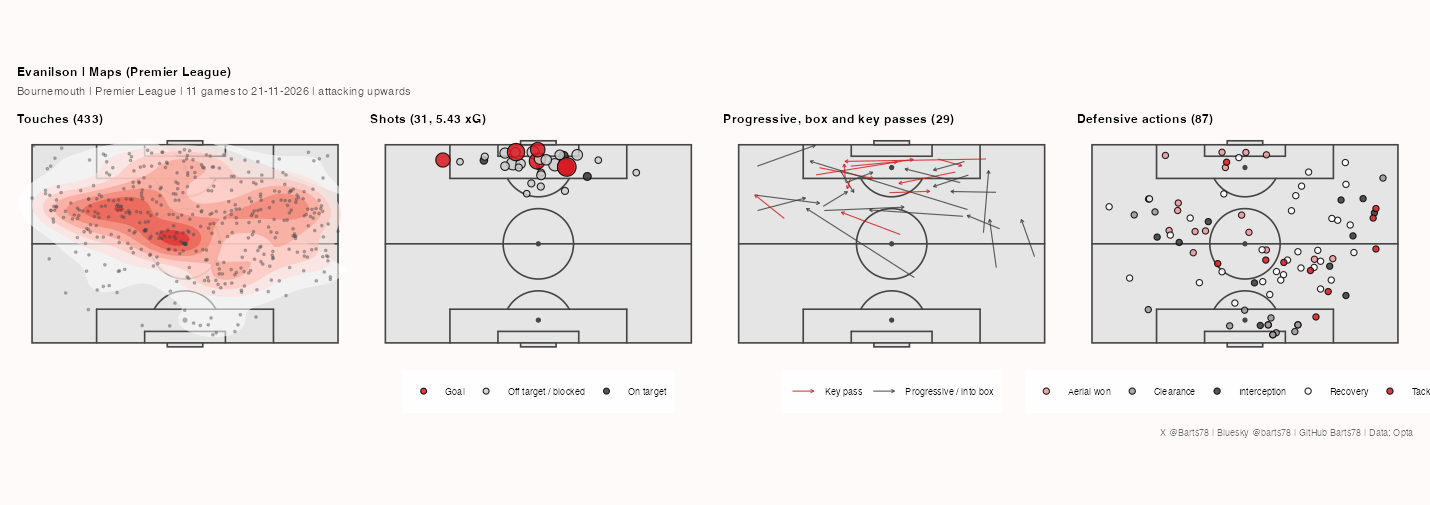 Evanilson | Maps (Premier League)
Bournemouth | Premier League | 11 games to 21-11-2026 | attacking upwards
Touches (433)
Shots (31, 5.43 xG)
Progressive, box and key passes (29)
Defensive actions (87)
Goal
Off target / blocked
On target
Key pass
Progressive / into box
Aerial won
Clearance
Interception
Recovery
Tack
X @Barts78 | Bluesky @barts78 | GitHub Barts78 | Data: Opta